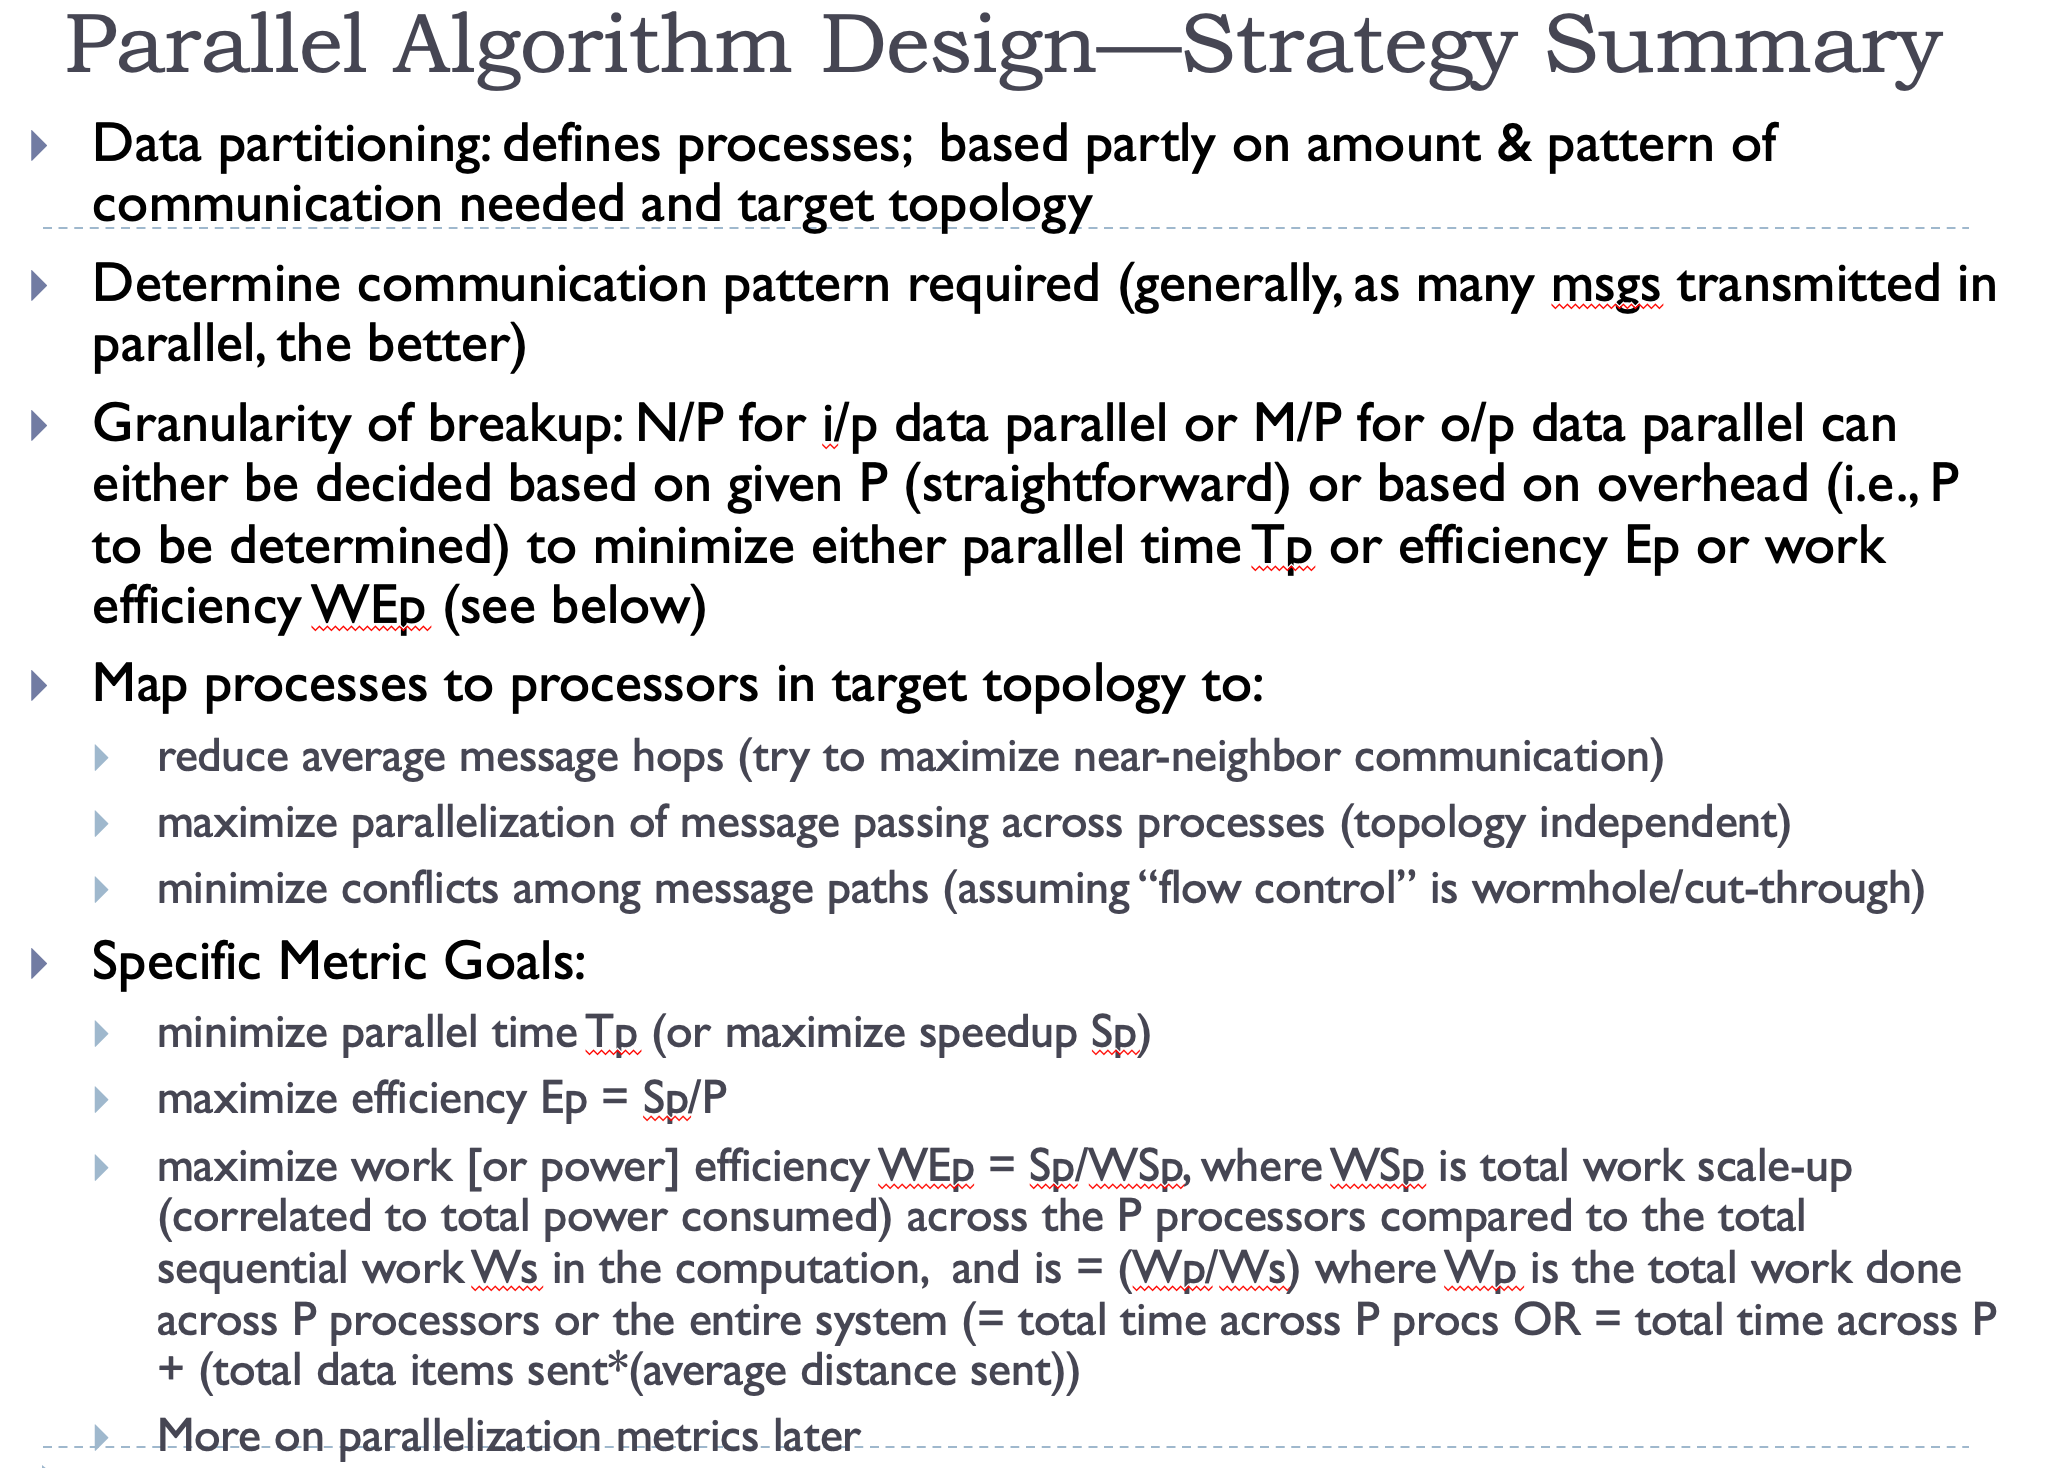 Parallel Algorithm Design—Strategy Summary
Data partitioning: defines processes;  based partly on amount & pattern of
communication needed and target topology
Determine communication pattern required (generally, as many msgs transmitted in
parallel, the better)
Granularity of breakup: N/P for i/p data parallel or M/P for o/p data parallel can
either be decided based on given P (straightforward) or based on overhead (i.e., P
to be determined) to minimize either parallel time Tp or efficiency Ep or work
efficiency WEp (see below)
Map processes to processors in target topology to:
reduce average message hops (try to maximize near-neighbor communication)
maximize parallelization of message passing across processes (topology independent)
minimize conflicts among message paths (assuming “flow control” is wormhole/cut-through)
Specific Metric Goals:
minimize parallel time Tp (or maximize speedup Sp)
maximize efficiency Ep = Sp/P
maximize work [or power] efficiency WEp = Sp/WSp, where WSp is total work scale-up
(correlated to total power consumed) across the P processors compared to the total
sequential work Ws in the computation,  and is = (Wp/Ws) where Wp is the total work done
across P processors or the entire system (= total time across P procs OR = total time across P
+ (total data items sent*(average distance sent))
More on parallelization metrics later